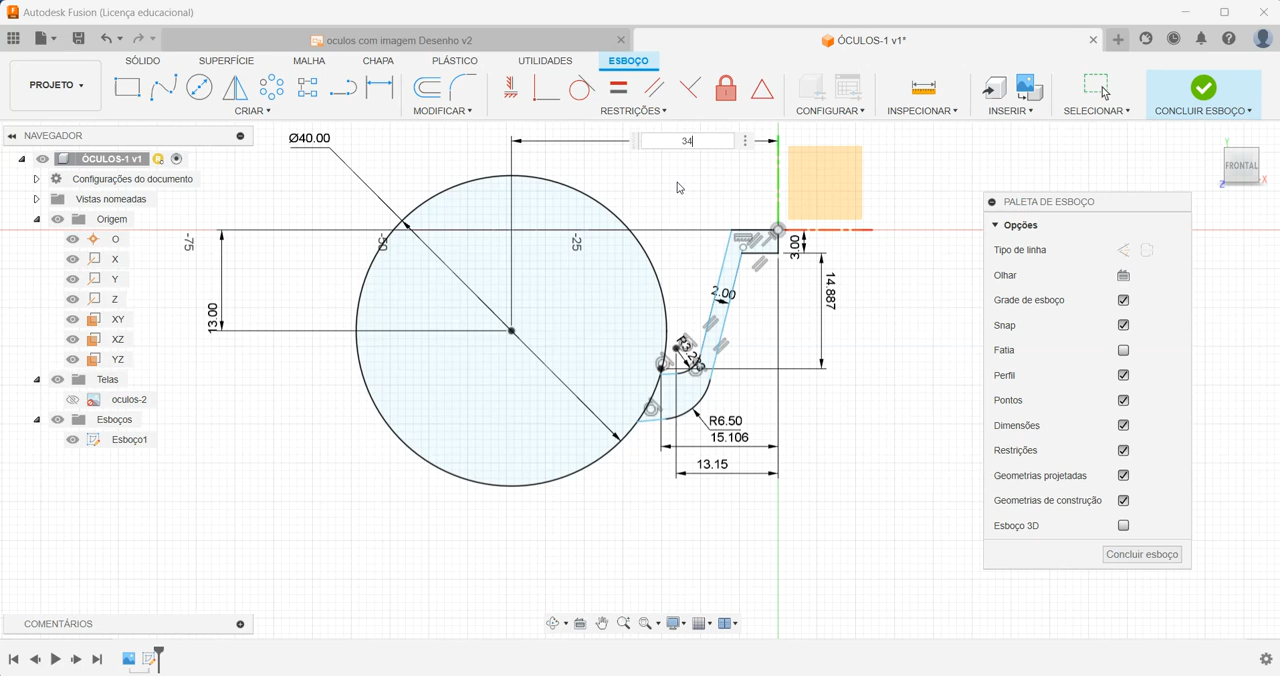 Autodesk Fusion (Licença educacional)
oculos com imagem Desenho v2
ÓCULOS-1 v1*
SÓLIDO
SUPERFÍCIE
MALHA
CHAPA
PLÁSTICO
UTILIDADES
ESBOÇO
PROJETO
CRIAR
MODIFICAR
RESTRIÇÕES
CONFIGURAR
INSPECIONAR
INSERIR
SELECIONAR
CONCLUIR ESBOÇO
NAVEGADOR
ÓCULOS-1 v1
Configurações do documento
Vistas nomeadas
Origem
O
X
Y
Z
XY
XZ
YZ
Telas
oculos-2
Esboços
Esboço1
Ø40.00
34
-75
-50
-25
13.00
3.00
14.887
2.00
R6.50
15.106
13.15
Y
FRONTAL
X
Z
PALETA DE ESBOÇO
Opções
Tipo de linha
Olhar
Grade de esboço
Snap
Fatia
Perfil
Pontos
Dimensões
Restrições
Geometrias projetadas
Geometrias de construção
Esboço 3D
Concluir esboço
COMENTÁRIOS